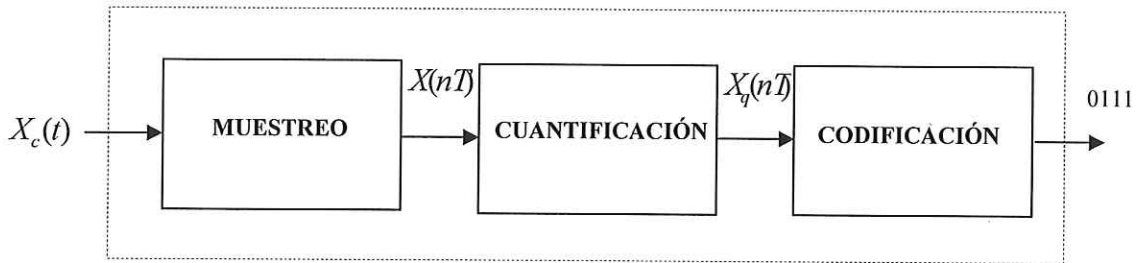 X_c(t)
MUESTREO
X(nT)
CUANTIFICACIÓN
X_q(nT)
CODIFICACIÓN
0111